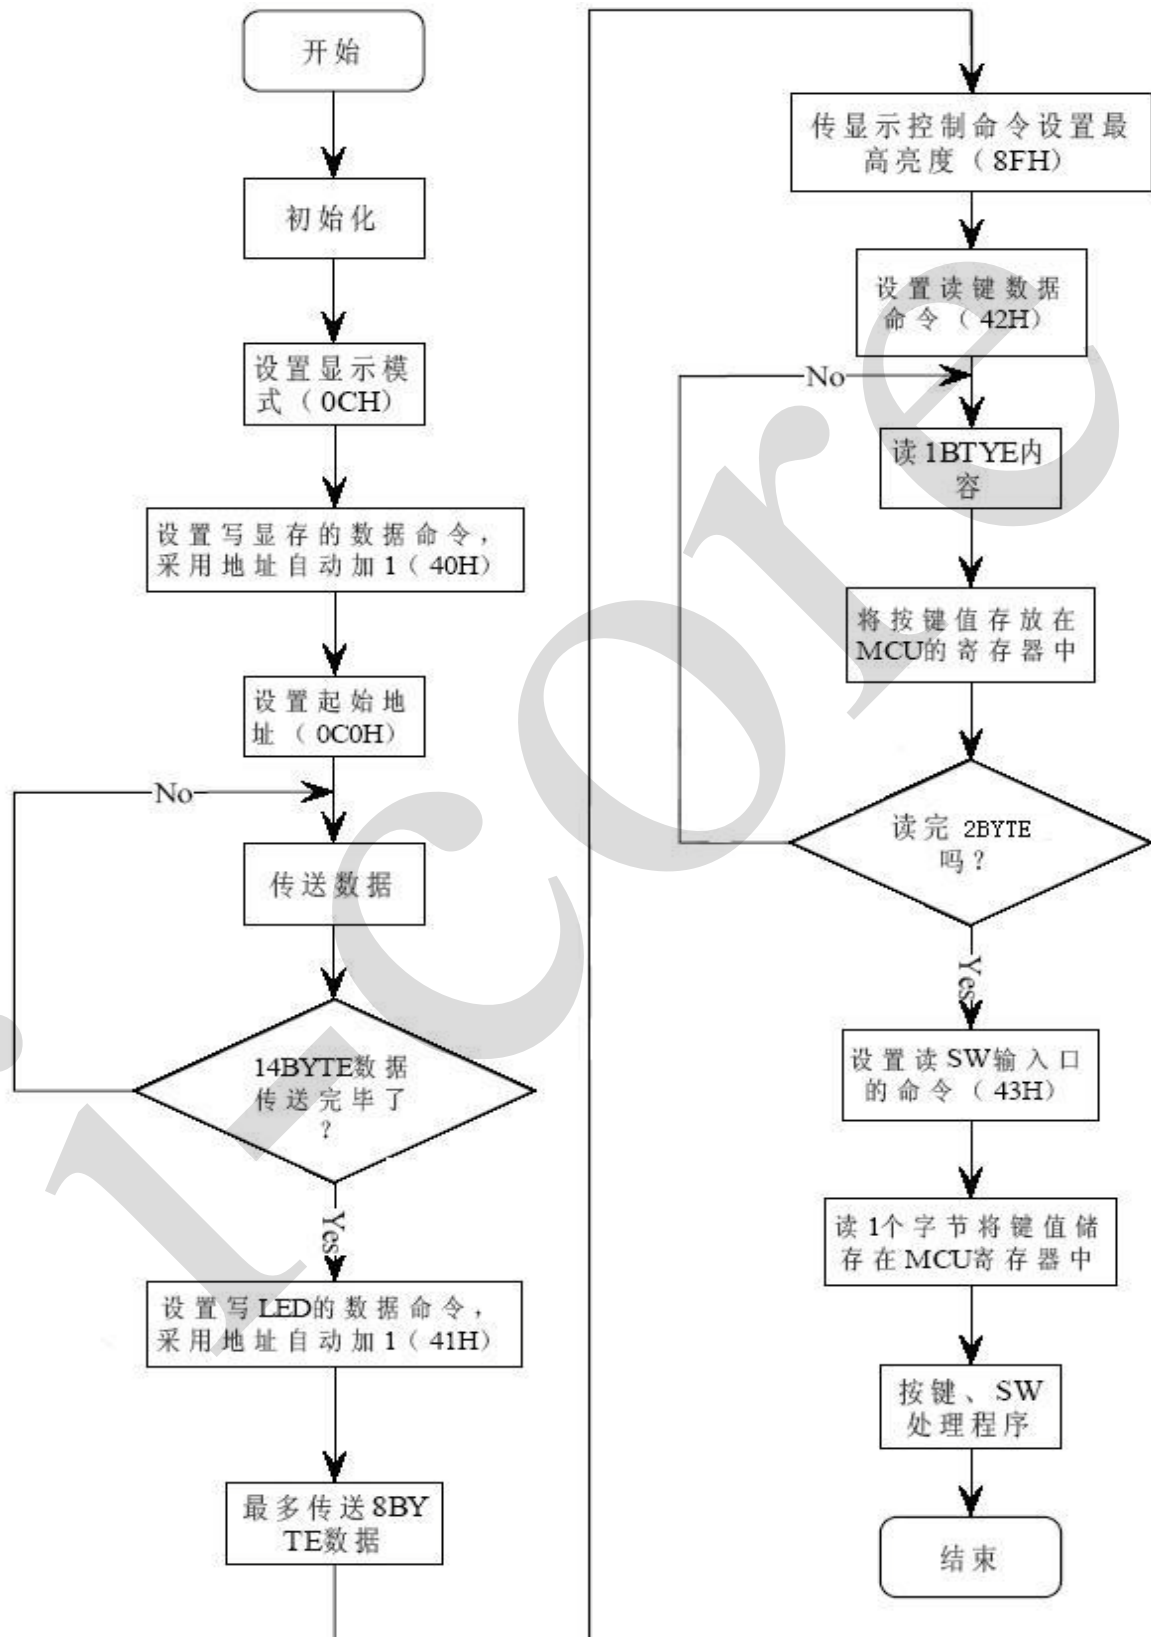 开始
初始化
设置显示模
式（0CH）
设置写显存的数据命令，
采用地址自动加1（40H）
设置起始地
址（0C0H）
No
传送数据
14BYTE数据
传送完毕了
？
Yes
设置写LED的数据命令，
采用地址自动加1（41H）
最多传送8BY
TE数据
传显示控制命令设置最
高亮度（8FH）
设置读键数据
命令（42H）
No
读1BTYE内
容
将按键值存放在
MCU的寄存器中
读完 2BYTE
吗？
Yes
设置读SW输入口
的命令（43H）
读1个字节将键值储
存在MCU寄存器中
按键、SW
处理程序
结束
i-core